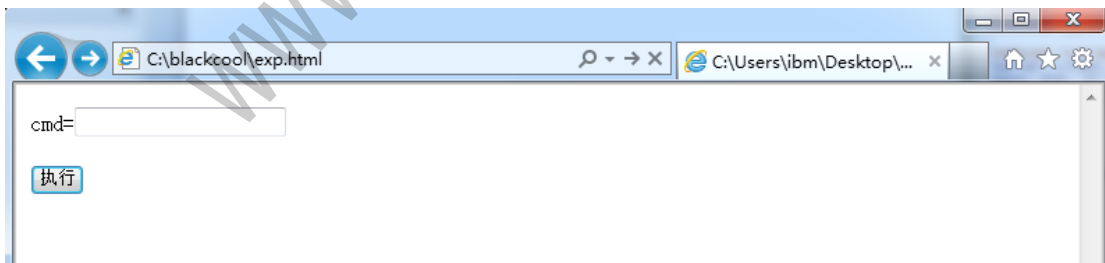 C:\blackcool\exp.html
C:\Users\ibm\Desktop\...
cmd=
执行